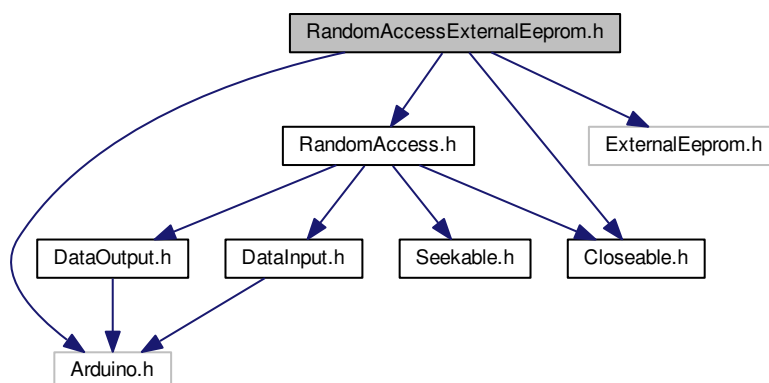 RandomAccessExternalEeprom.h
RandomAccess.h
ExternalEeprom.h
DataOutput.h
DataInput.h
Seekable.h
Closeable.h
Arduino.h